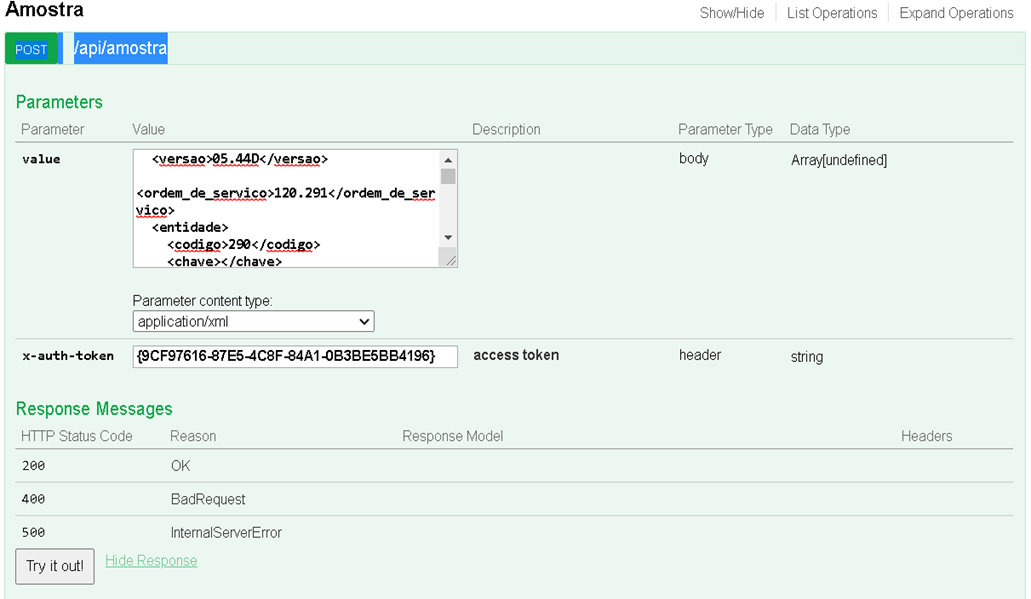 Amostra
Show/Hide List Operations Expand Operations
POST /api/amostra
Parameters
Parameter Value Description Parameter Type Data Type
value <versao>05.44D</versao> body Array[undefined]
<ordem_de_servico>120.291</ordem_de_ser
vico>
<entidade>
<codigo>290</codigo>
<chave></chave>
Parameter content type:
application/xml
x-auth-token {9CF97616-87E5-4C8F-84A1-0B3BE5BB4196} access token header string
Response Messages
HTTP Status Code Reason Response Model Headers
200 OK
400 BadRequest
500 InternalServerError
Try it out! Hide Response